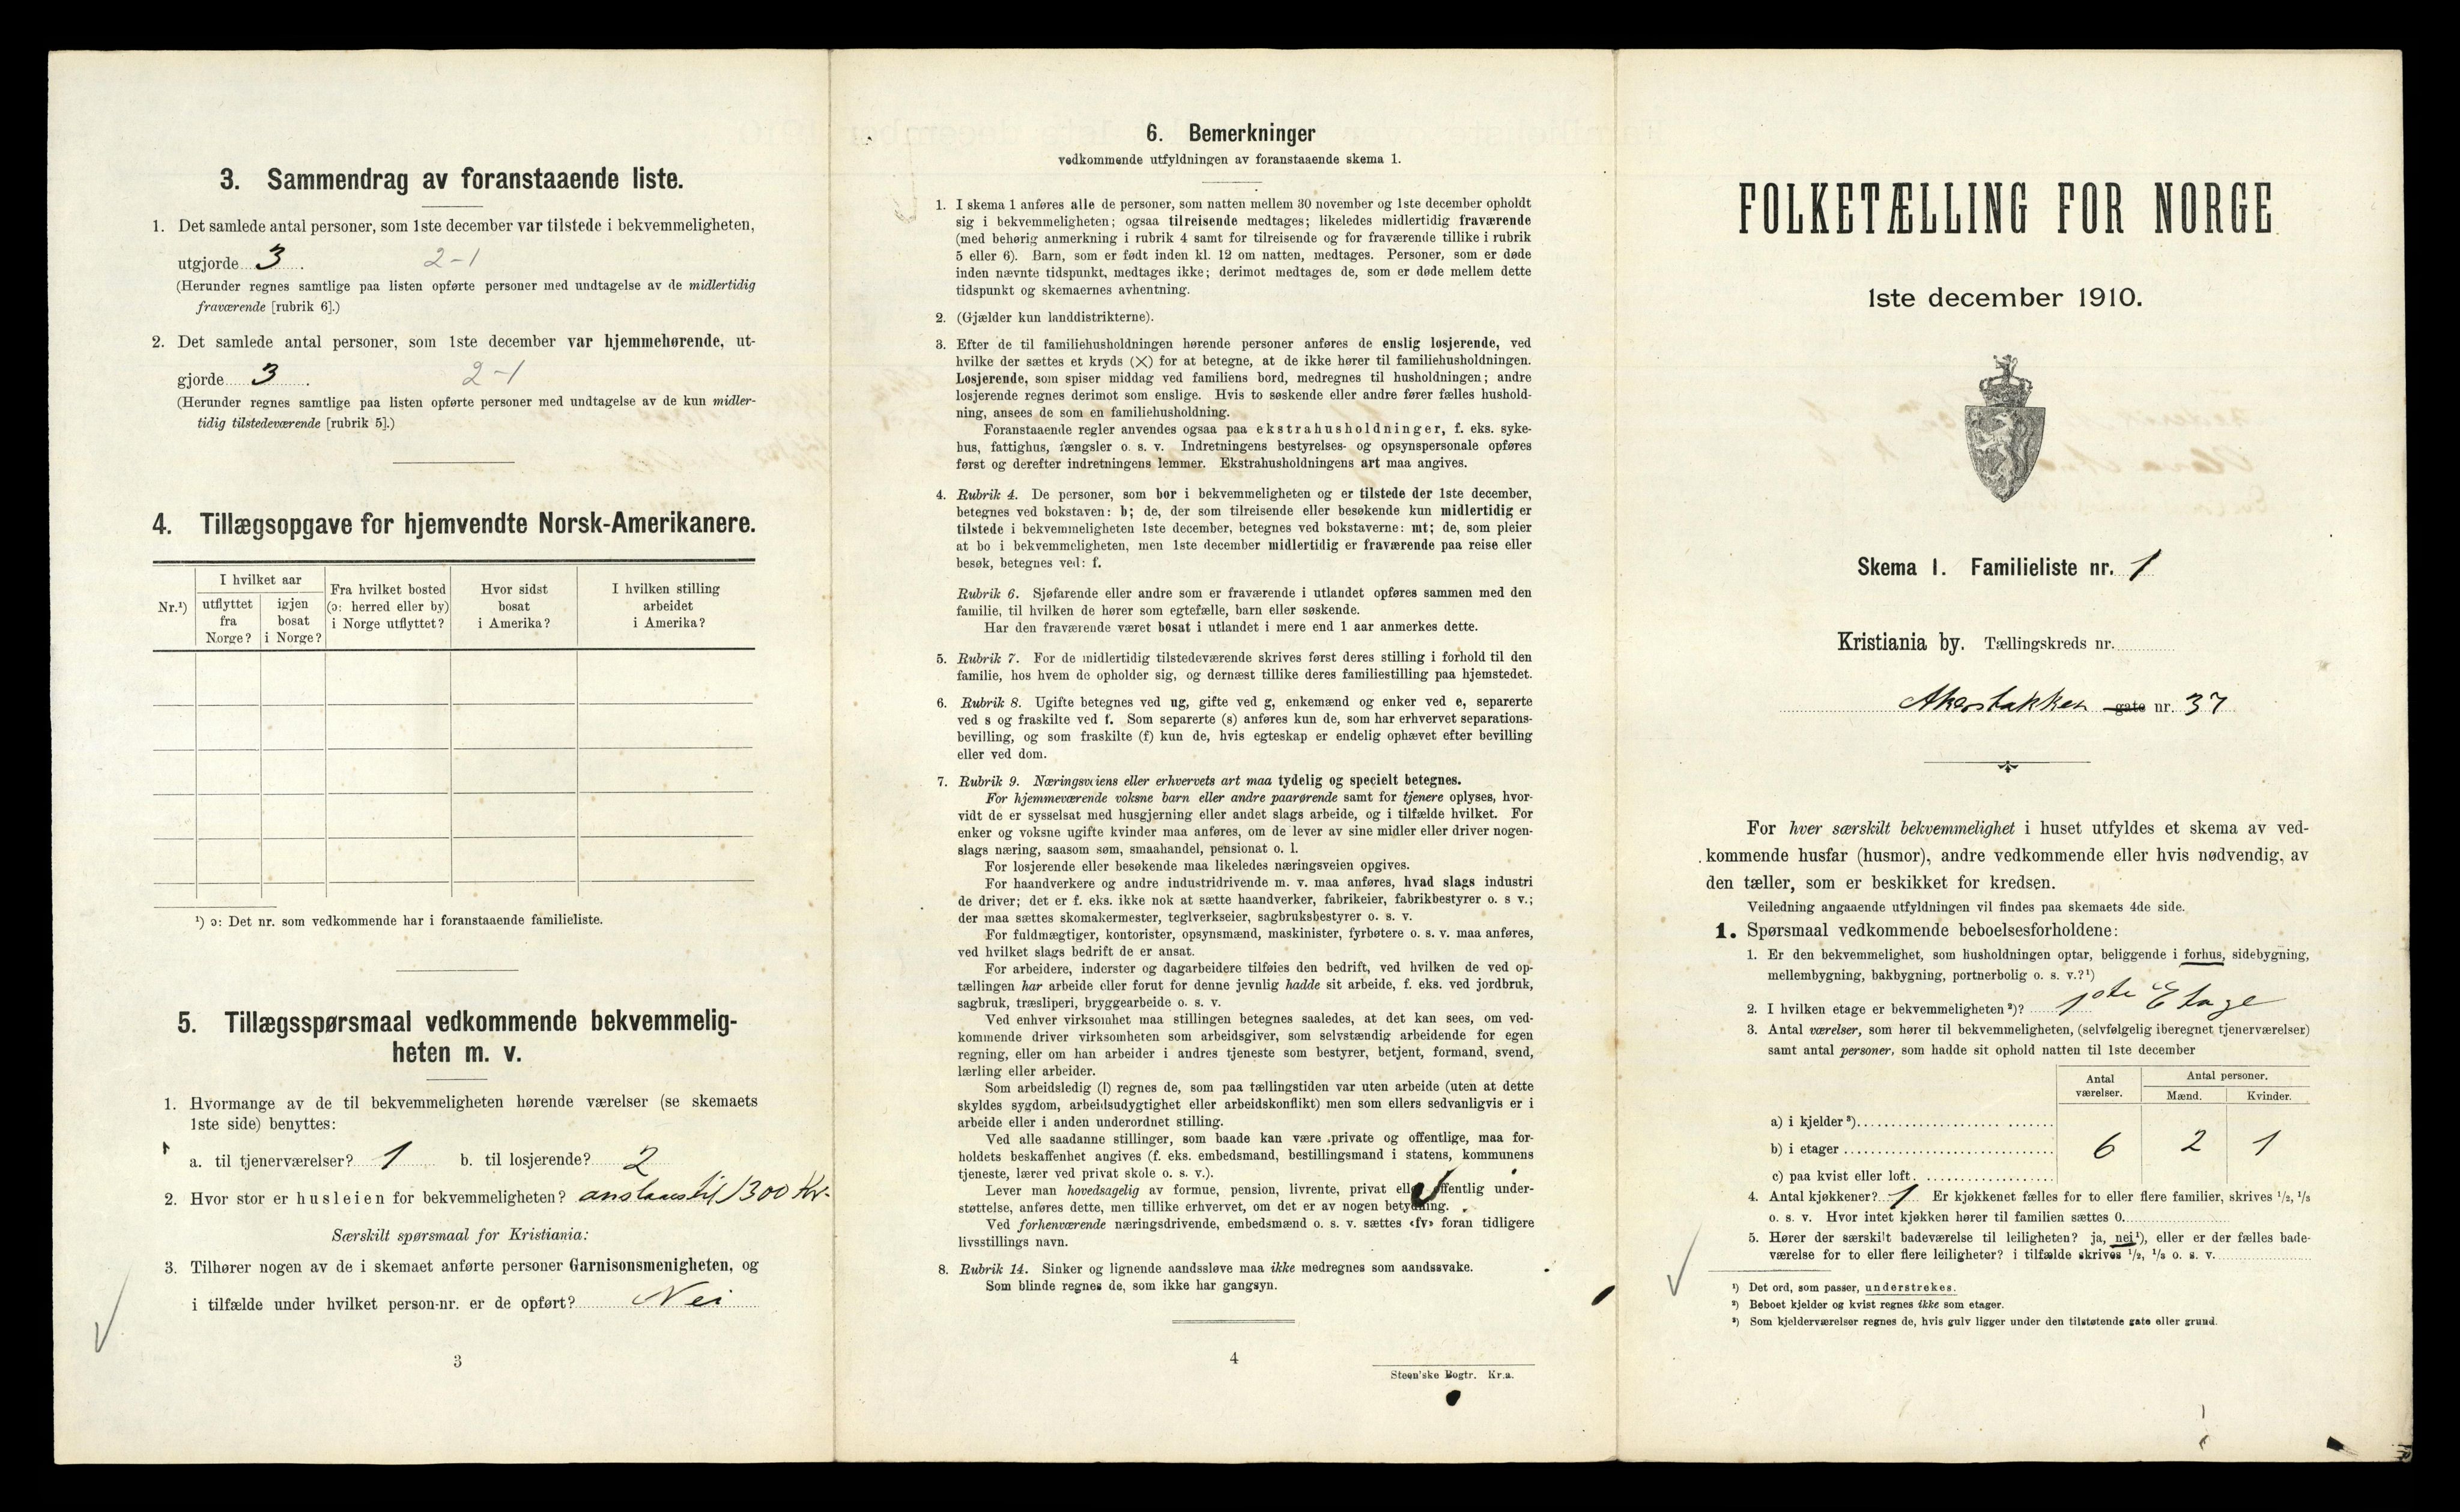 3. Sammendrag av foranstaaende liste.
1. Det samlede antal personer, som 1ste december var tilstede i bekvemmeligheten,
utgjorde 3. 2-1
(Herunder regnes samtlige paa listen opførte personer med undtagelse av de midlertidig
fraværende [rubrik 6].)
2. Det samlede antal personer, som 1ste december var hjemmehørende, ut-
gjorde 3. 2-1
(Herunder regnes samtlige paa listen opførte personer med undtagelse av de kun midler-
tidig tilstedeværende [rubrik 5].)
4. Tillægsopgave for hjemvendte Norsk-Amerikanere.
Nr.¹)
I hvilket aar
utflyttet fra Norge?
igjen bosat i Norge?
Fra hvilket bosted (ɔ: herred eller by) i Norge utflyttet?
Hvor sidst bosat i Amerika?
I hvilken stilling arbeidet i Amerika?
¹) ɔ: Det nr. som vedkommende har i foranstaaende familieliste.
5. Tillægsspørsmaal vedkommende bekvemmelig-
heten m. v.
1. Hvormange av de til bekvemmeligheten hørende værelser (se skemaets
1ste side) benyttes:
a. til tjenerværelser? 1 b. til losjerende? 2
2. Hvor stor er husleien for bekvemmeligheten? anslaaes til 1300 Kr.
Særskilt spørsmaal for Kristiania:
3. Tilhører nogen av de i skemaet anførte personer Garnisonsmenigheten, og
i tilfælde under hvilket person-nr. er de opført? Nei
3
6. Bemerkninger
vedkommende utfyldningen av foranstaaende skema 1.
1. I skema 1 anføres alle de personer, som natten mellem 30 november og 1ste december opholdt
sig i bekvemmeligheten; ogsaa tilreisende medtages; likeledes midlertidig fraværende
(med behørig anmerkning i rubrik 4 samt for tilreisende og for fraværende tillike i rubrik
5 eller 6). Barn, som er født inden kl. 12 om natten, medtages. Personer, som er døde
inden nævnte tidspunkt, medtages ikke; derimot medtages de, som er døde mellem dette
tidspunkt og skemaernes avhentning.
2. (Gjælder kun landdistrikterne).
3. Efter de til familiehusholdningen hørende personer anføres de enslig losjerende, ved
hvilke der sættes et kryds (×) for at betegne, at de ikke hører til familiehusholdningen.
Losjerende, som spiser middag ved familiens bord, medregnes til husholdningen; andre
losjerende regnes derimot som enslige. Hvis to søskende eller andre fører fælles hushold-
ning, ansees de som en familiehusholdning.
Foranstaaende regler anvendes ogsaa paa ekstrahusholdninger, f. eks. syke-
hus, fattighus, fængsler o. s. v. Indretningens bestyrelses- og opsynspersonale opføres
først og derefter indretningens lemmer. Ekstrahusholdningens art maa angives.
4. Rubrik 4. De personer, som bor i bekvemmeligheten og er tilstede der 1ste december,
betegnes ved bokstaven: b; de, der som tilreisende eller besøkende kun midlertidig er
tilstede i bekvemmeligheten 1ste december, betegnes ved bokstaverne: mt; de, som pleier
at bo i bekvemmeligheten, men 1ste december midlertidig er fraværende paa reise eller
besøk, betegnes ved: f.
Rubrik 6. Sjøfarende eller andre som er fraværende i utlandet opføres sammen med den
familie, til hvilken de hører som egtefælle, barn eller søskende.
Har den fraværende været bosat i utlandet i mere end 1 aar anmerkes dette.
5. Rubrik 7. For de midlertidig tilstedeværende skrives først deres stilling i forhold til den
familie, hos hvem de opholder sig, og dernæst tillike deres familiestilling paa hjemstedet.
6. Rubrik 8. Ugifte betegnes ved ug, gifte ved g, enkemænd og enker ved e, separerte
ved s og fraskilte ved f. Som separerte (s) anføres kun de, som har erhvervet separations-
bevilling, og som fraskilte (f) kun de, hvis egteskap er endelig ophævet efter bevilling
eller ved dom.
7. Rubrik 9. Næringsveiens eller erhvervets art maa tydelig og specielt betegnes.
For hjemmeværende voksne barn eller andre paarørende samt for tjenere oplyses, hvor-
vidt de er sysselsat med husgjerning eller andet slags arbeide, og i tilfælde hvilket. For
enker og voksne ugifte kvinder maa anføres, om de lever av sine midler eller driver nogen-
slags næring, saasom søm, smaahandel, pensionat o. l.
For losjerende eller besøkende maa likeledes næringsveien opgives.
For haandverkere og andre industridrivende m. v. maa anføres, hvad slags industri
de driver; det er f. eks. ikke nok at sætte haandverker, fabrikeier, fabrikbestyrer o. s v.;
der maa sættes skomakermester, teglverkseier, sagbruksbestyrer o. s. v.
For fuldmægtiger, kontorister, opsynsmænd, maskinister, fyrbøtere o. s. v. maa anføres,
ved hvilket slags bedrift de er ansat.
For arbeidere, inderster og dagarbeidere tilføies den bedrift, ved hvilken de ved op-
tællingen har arbeide eller forut for denne jevnlig hadde sit arbeide, f. eks. ved jordbruk,
sagbruk, træsliperi, bryggearbeide o. s. v.
Ved enhver virksomhet maa stillingen betegnes saaledes, at det kan sees, om ved-
kommende driver virksomheten som arbeidsgiver, som selvstændig arbeidende for egen
regning, eller om han arbeider i andres tjeneste som bestyrer, betjent, formand, svend,
lærling eller arbeider.
Som arbeidsledig (l) regnes de, som paa tællingstiden var uten arbeide (uten at dette
skyldes sygdom, arbeidsudygtighet eller arbeidskonflikt) men som ellers sedvanligvis er i
arbeide eller i anden underordnet stilling.
Ved alle saadanne stillinger, som baade kan være private og offentlige, maa for-
holdets beskaffenhet angives (f. eks. embedsmand, bestillingsmand i statens, kommunens
tjeneste, lærer ved privat skole o. s. v.).
Lever man hovedsagelig av formue, pension, livrente, privat eller offentlig under-
støttelse, anføres dette, men tillike erhvervet, om det er av nogen betydning.
Ved forhenværende næringsdrivende, embedsmænd o. s. v. sættes «fv» foran tidligere
livsstillings navn.
8. Rubrik 14. Sinker og lignende aandssløve maa ikke medregnes som aandssvake.
Som blinde regnes de, som ikke har gangsyn.
4
Steen'ske Bogtr. Kr.a.
FOLKETÆLLING FOR NORGE
1ste december 1910.
Skema 1. Familieliste nr. 1
Kristiania by. Tællingskreds nr.
Akersbakken gate nr. 37
For hver særskilt bekvemmelighet i huset utfyldes et skema av ved-
kommende husfar (husmor), andre vedkommende eller hvis nødvendig, av
den tæller, som er beskikket for kredsen.
Veiledning angaaende utfyldningen vil findes paa skemaets 4de side.
1. Spørsmaal vedkommende beboelsesforholdene:
1. Er den bekvemmelighet, som husholdningen optar, beliggende i forhus, sidebygning,
mellembygning, bakbygning, portnerbolig o. s. v.?¹)
2. I hvilken etage er bekvemmeligheten²)? 1ste Etage
3. Antal værelser, som hører til bekvemmeligheten, (selvfølgelig iberegnet tjenerværelser)
samt antal personer, som hadde sit ophold natten til 1ste december
Antal værelser. Antal personer.
Mænd. Kvinder.
a) i kjelder³)
b) i etager 6 2 1
c) paa kvist eller loft
4. Antal kjøkkener? 1 Er kjøkkenet fælles for to eller flere familier, skrives 1/2, 1/3
o. s. v. Hvor intet kjøkken hører til familien sættes 0.
5. Hører der særskilt badeværelse til leiligheten? ja, nei¹), eller er der fælles bade-
værelse for to eller flere leiligheter? i tilfælde skrives 1/2, 1/3 o. s. v.
¹) Det ord, som passer, understrekes.
²) Beboet kjelder og kvist regnes ikke som etager.
³) Som kjelderværelser regnes de, hvis gulv ligger under den tilstøtende gate eller grund.